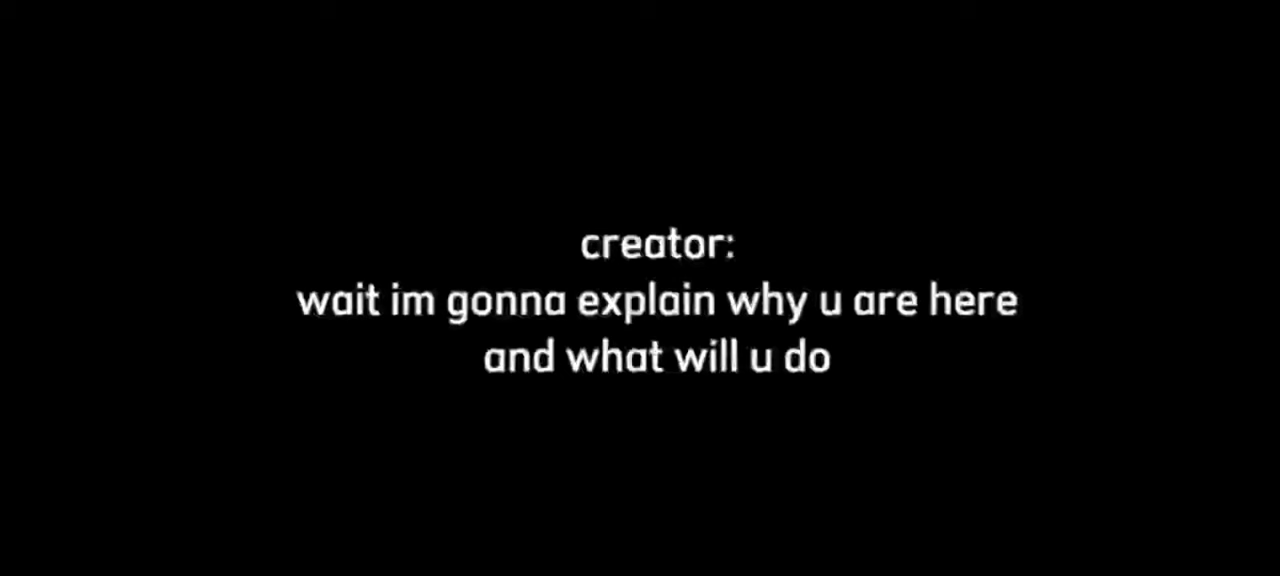 creator:
wait im gonna explain why u are here
and what will u do